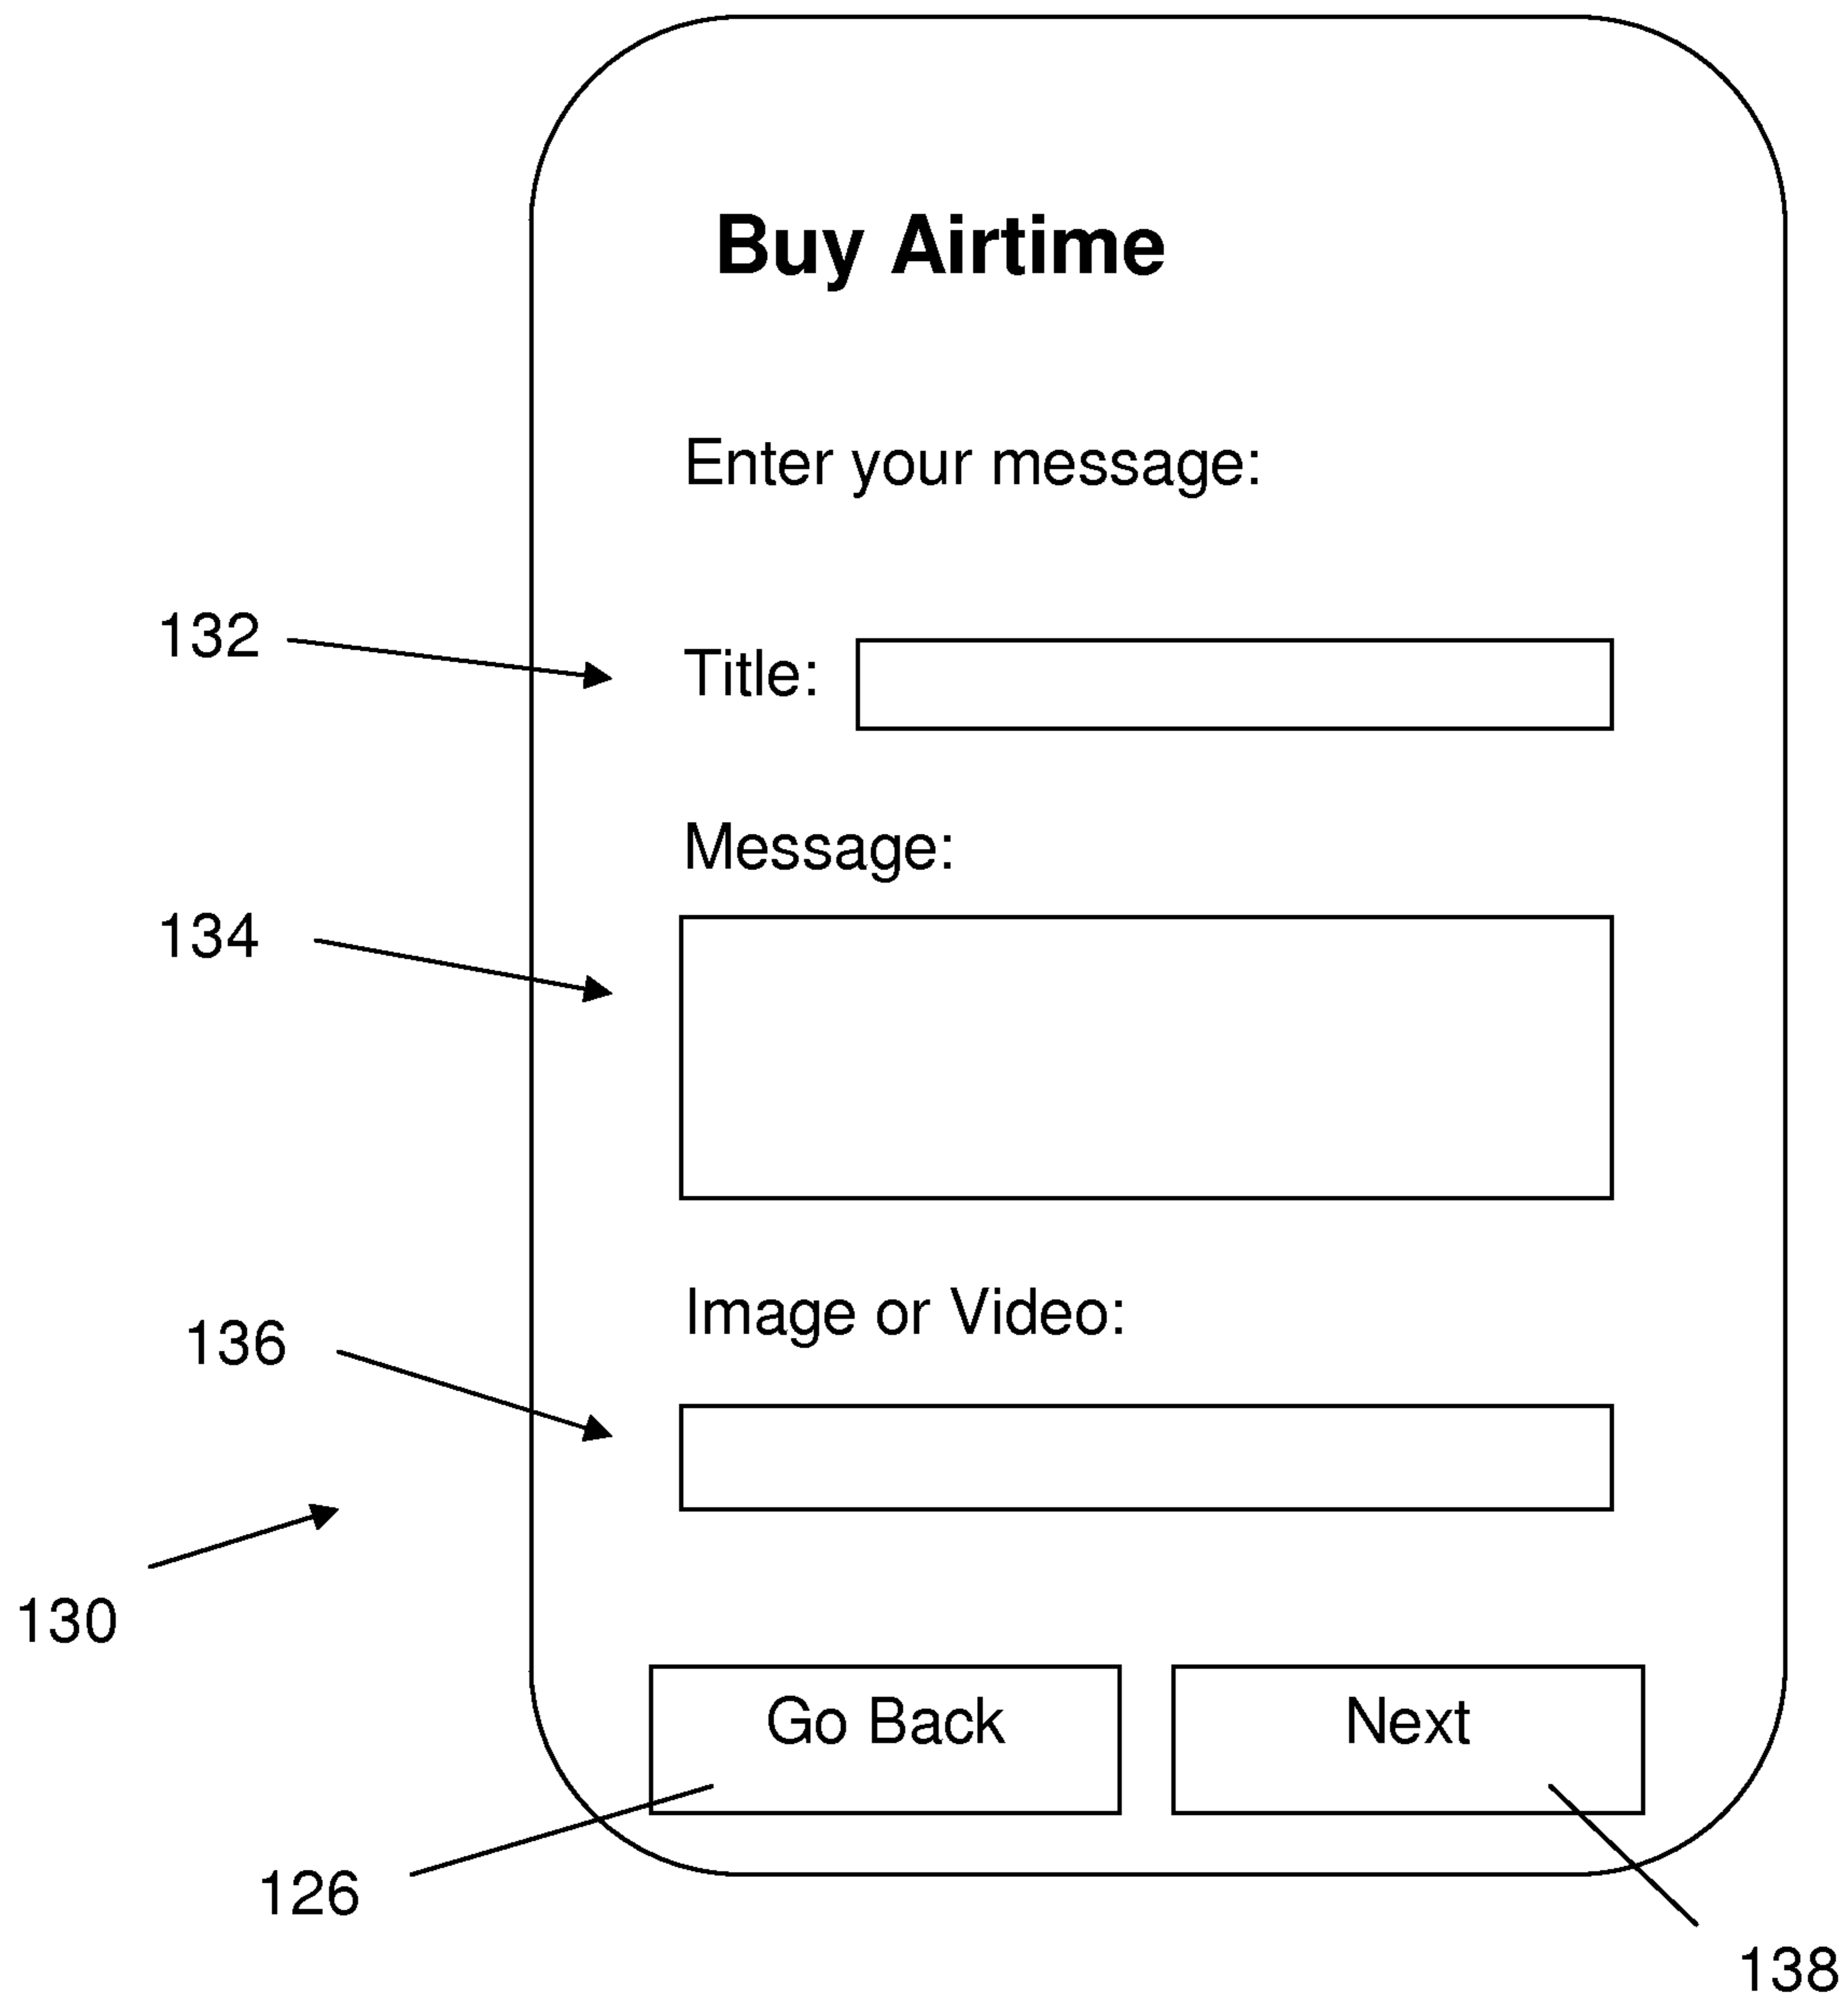 Buy Airtime
Enter your message:
132
Title:
Message:
134
Image or Video:
136
130
Go Back
Next
126
138